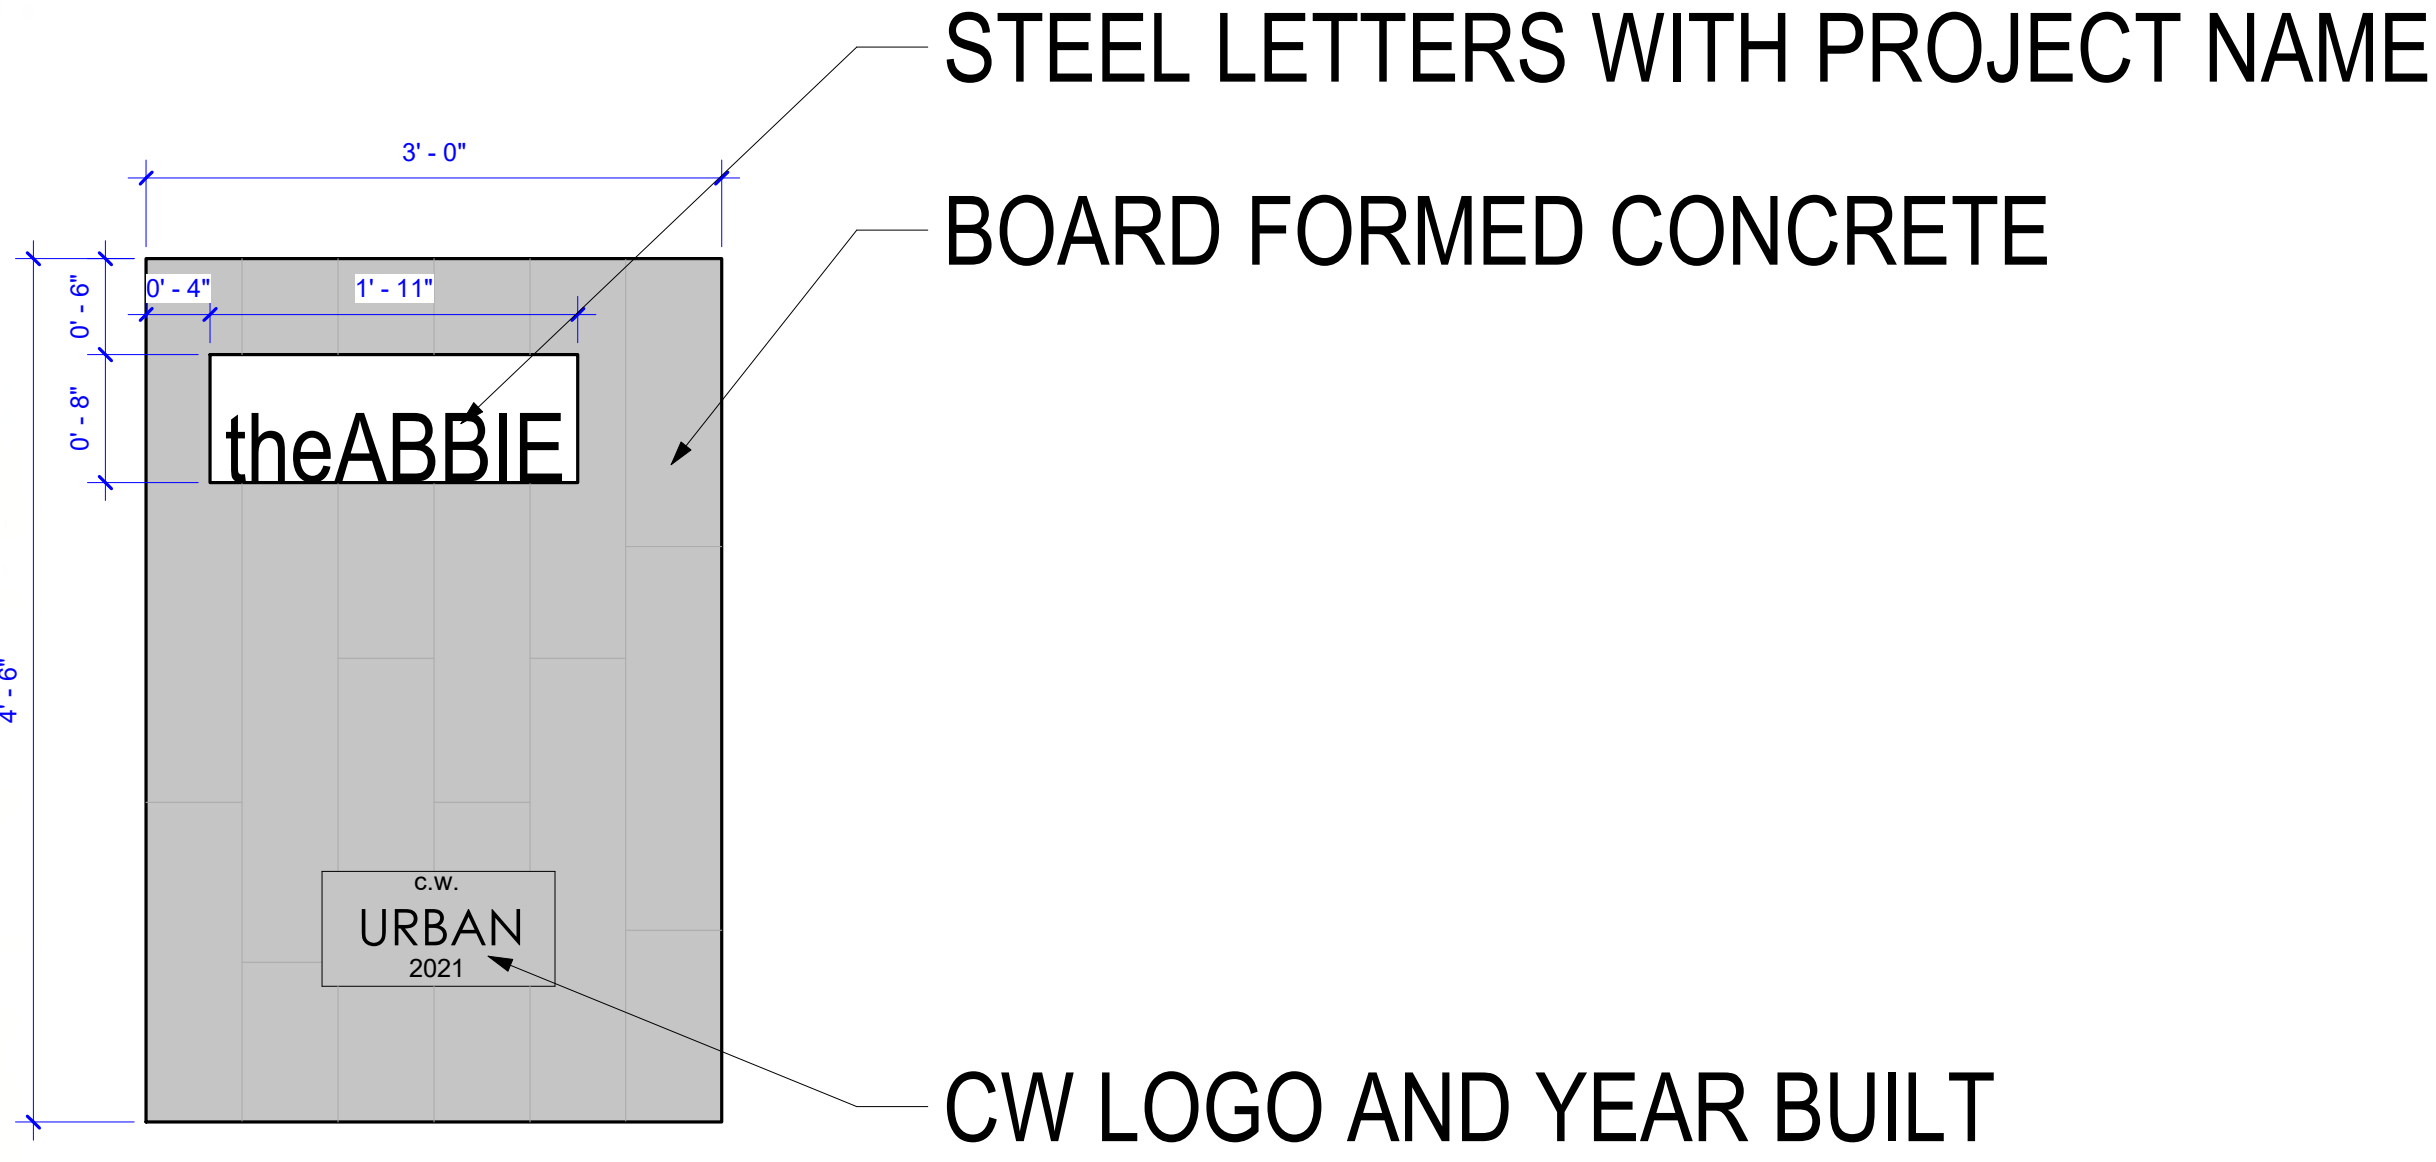 STEEL LETTERS WITH PROJECT NAME
3' - 0"
BOARD FORMED CONCRETE
0' - 6"
0' - 4"
1' - 11"
0' - 8"
theABBIE
4' - 6"
c.w.
URBAN
2021
CW LOGO AND YEAR BUILT